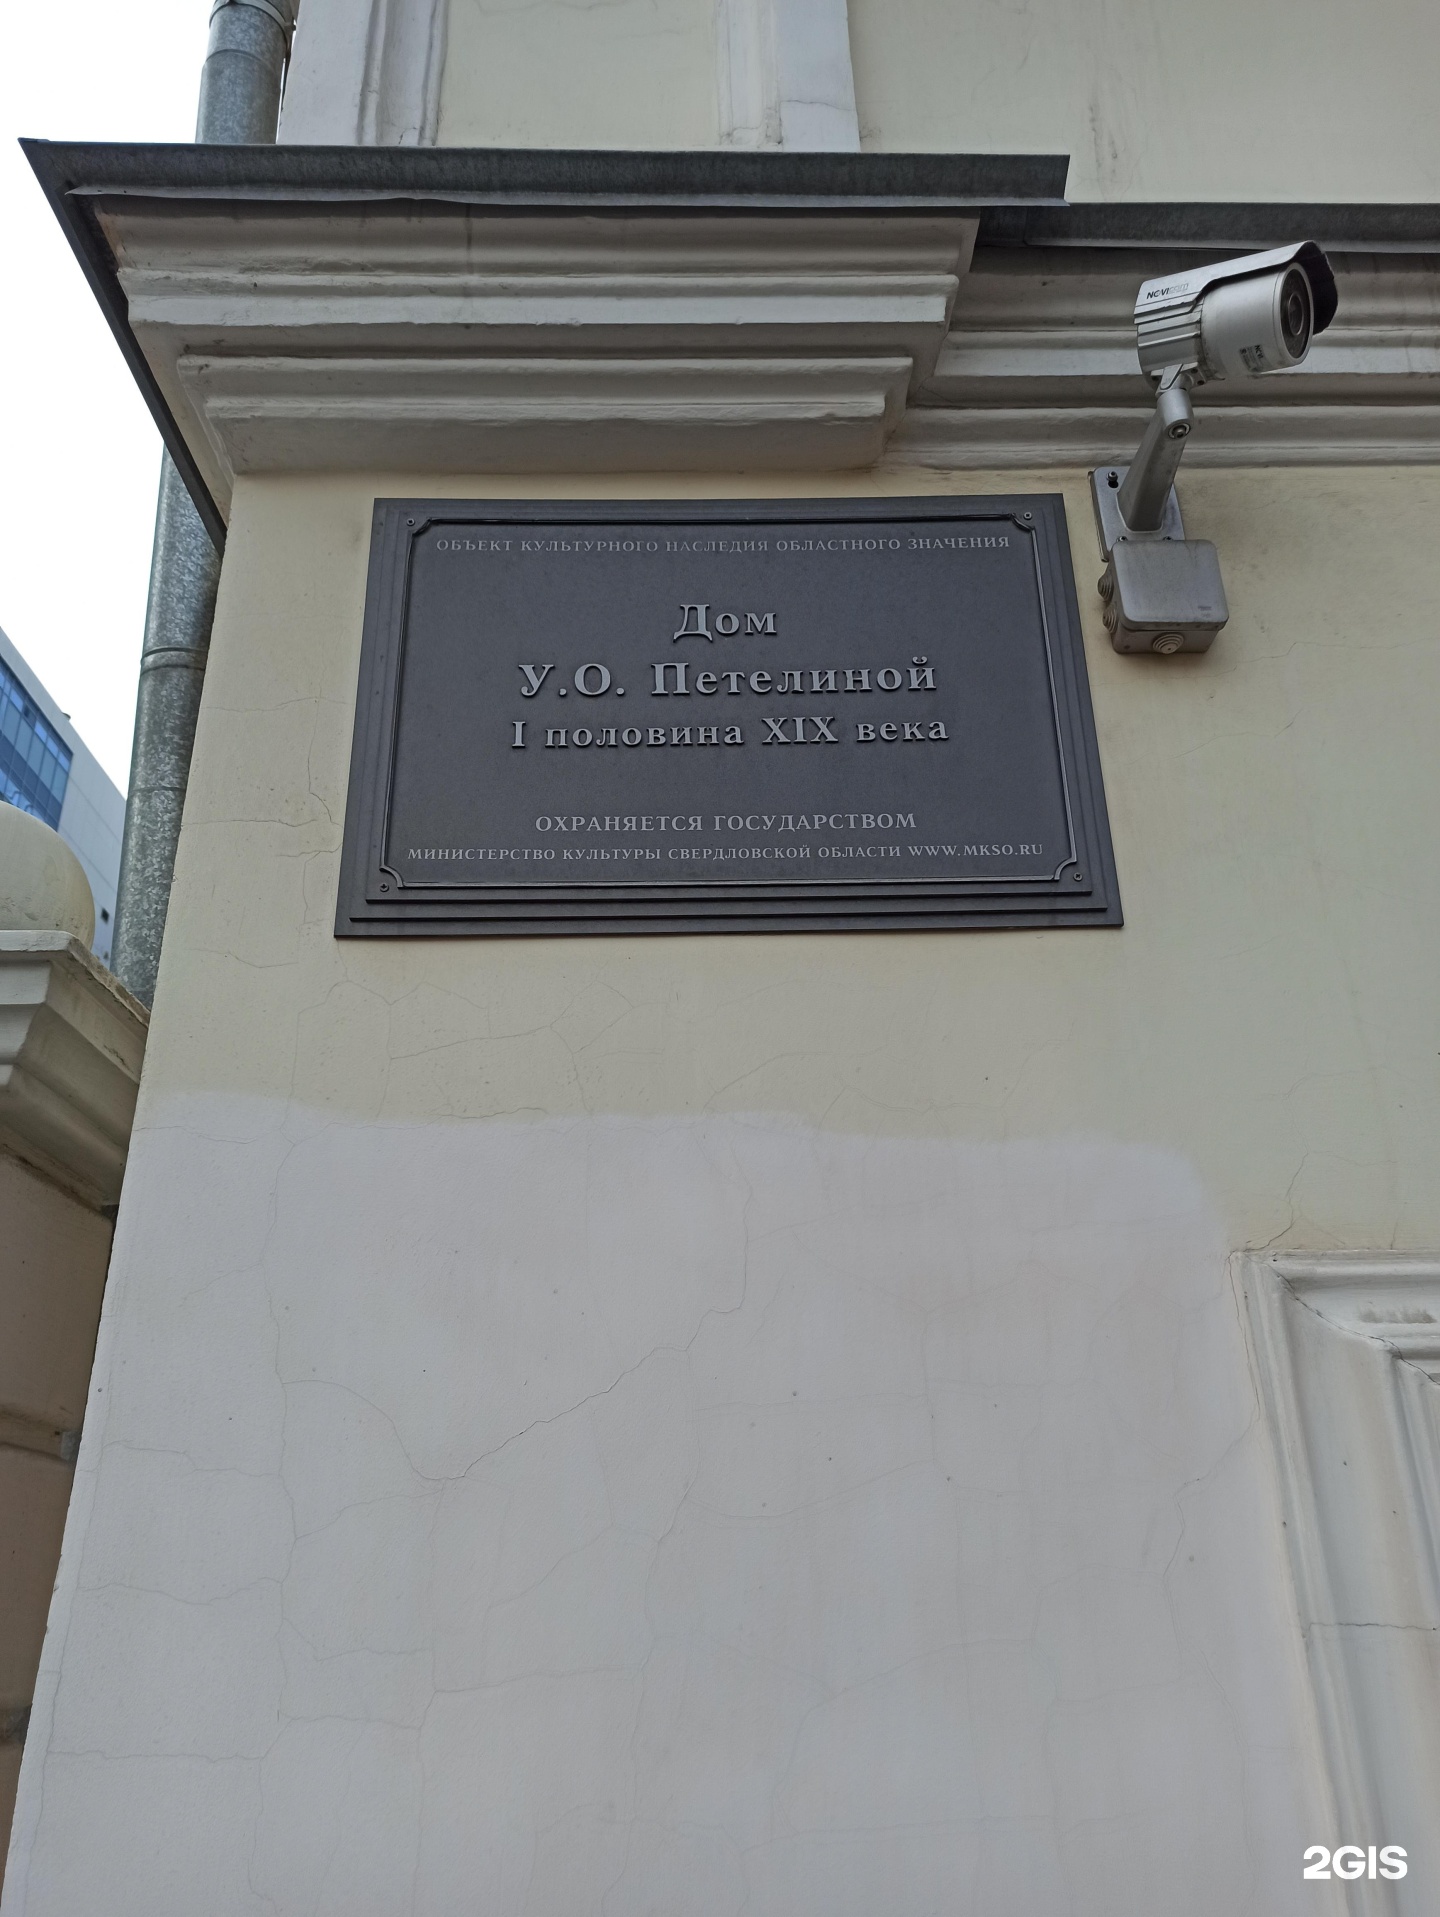 ОБЪЕКТ КУЛЬТУРНОГО НАСЛЕДИЯ ОБЛАСТНОГО ЗНАЧЕНИЯ
Дом
У.О. Петелиной
I половина XIX века
ОХРАНЯЕТСЯ ГОСУДАРСТВОМ
МИНИСТЕРСТВО КУЛЬТУРЫ СВЕРДЛОВСКОЙ ОБЛАСТИ WWW.MKSO.RU
2GIS